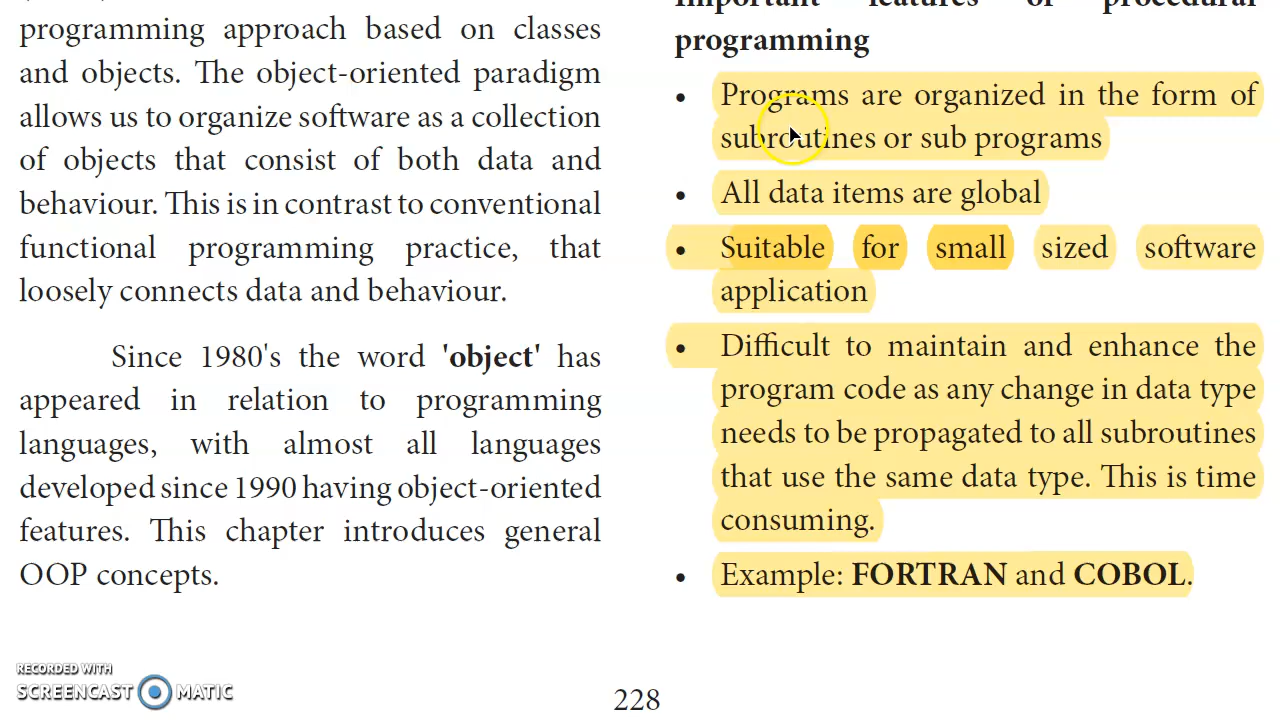 programming approach based on classes
and objects. The object-oriented paradigm
allows us to organize software as a collection
of objects that consist of both data and
behaviour. This is in contrast to conventional
functional programming practice, that
loosely connects data and behaviour.
Since 1980's the word 'object' has
appeared in relation to programming
languages, with almost all languages
developed since 1990 having object-oriented
features. This chapter introduces general
OOP concepts.
Important features of procedural
programming
• Programs are organized in the form of
subroutines or sub programs
• All data items are global
• Suitable for small sized software
application
• Difficult to maintain and enhance the
program code as any change in data type
needs to be propagated to all subroutines
that use the same data type. This is time
consuming.
• Example: FORTRAN and COBOL.
RECORDED WITH
SCREENCAST MATIC
228